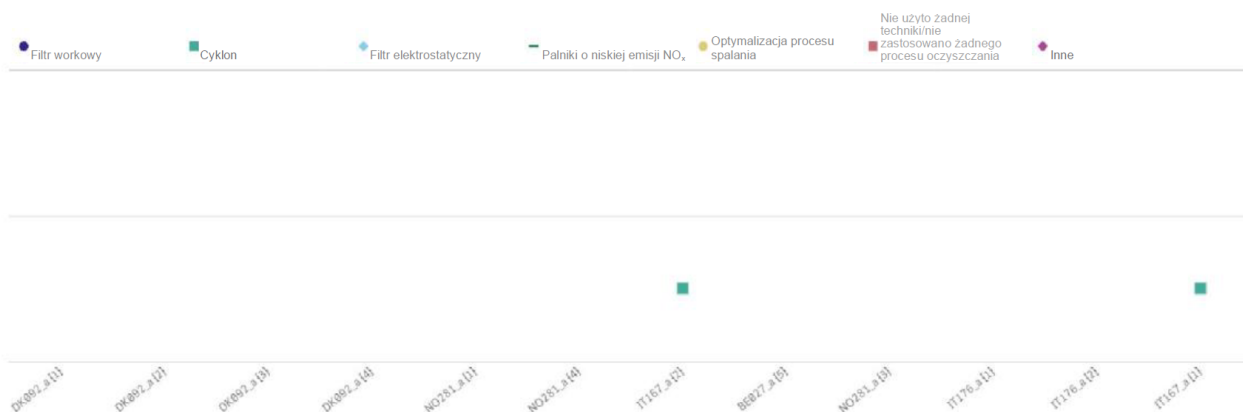 Filtr workowy
Cyklon
Filtr elektrostatyczny
Palniki o niskiej emisji NOₓ
Optymalizacja procesu
spalania
Nie użyto żadnej
techniki/nie
zastosowano żadnego
procesu oczyszczania
Inne
DK092_a{1}
DK092_a{2}
DK092_a{3}
DK092_a{4}
NO281_a{1}
NO281_a{4}
IT167_a{2}
BE027_a{5}
NO281_a{3}
IT176_a{1}
IT176_a{2}
IT167_a{1}